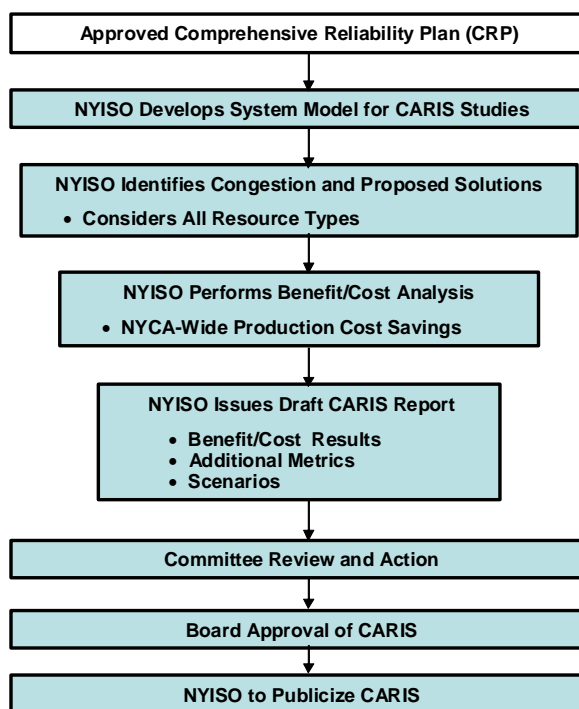 Approved Comprehensive Reliability Plan (CRP)
NYISO Develops System Model for CARIS Studies
NYISO Identifies Congestion and Proposed Solutions
• Considers All Resource Types
NYISO Performs Benefit/Cost Analysis
• NYCA-Wide Production Cost Savings
NYISO Issues Draft CARIS Report
• Benefit/Cost Results
• Additional Metrics
• Scenarios
Committee Review and Action
Board Approval of CARIS
NYISO to Publicize CARIS